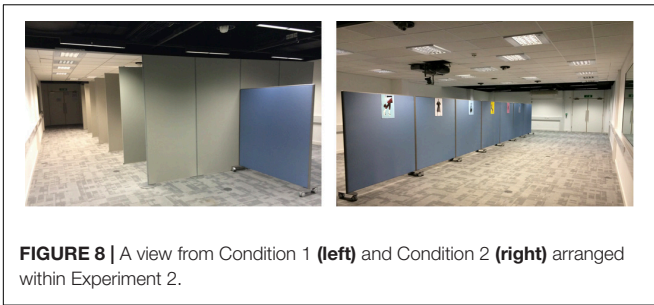 FIGURE 8 | A view from Condition 1 (left) and Condition 2 (right) arranged
within Experiment 2.